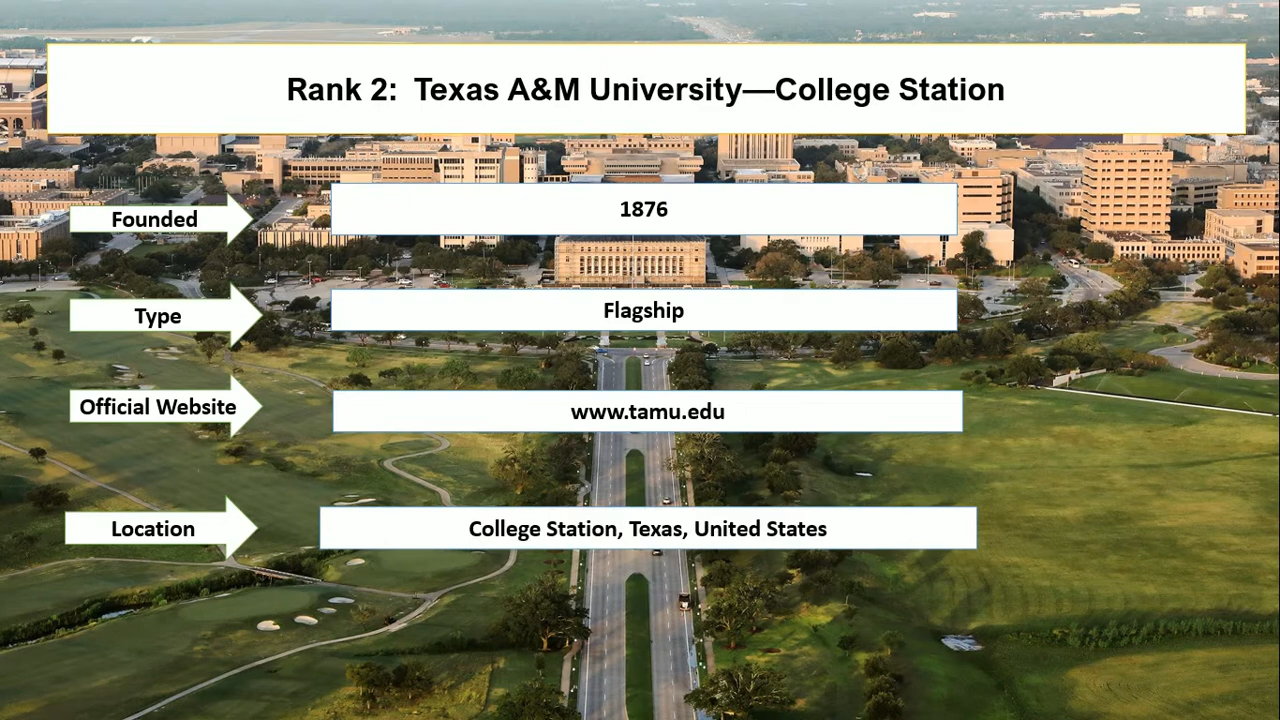 Rank 2:  Texas A&M University—College Station
Founded
1876
Type
Flagship
Official Website
www.tamu.edu
Location
College Station, Texas, United States